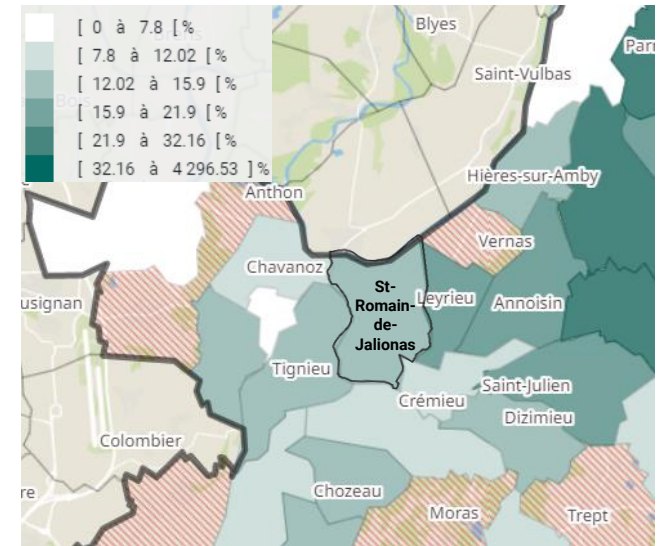 [ 0 à 7.8 [ %
[ 7.8 à 12.02 [ %
[ 12.02 à 15.9 [ %
[ 15.9 à 21.9 [ %
[ 21.9 à 32.16 [ %
[ 32.16 à 4 296.53 ] %
Blyes
Saint-Vulbas
Anthon
Hières-sur-Amby
Vernas
Chavanoz
St-
Romain-
de-
Jalionas
Leyrieu
Annoisin
usignan
Tignieu
Saint-Julien
Crémieu
Dizimieu
Colombier
re
Chozeau
Moras
Trept